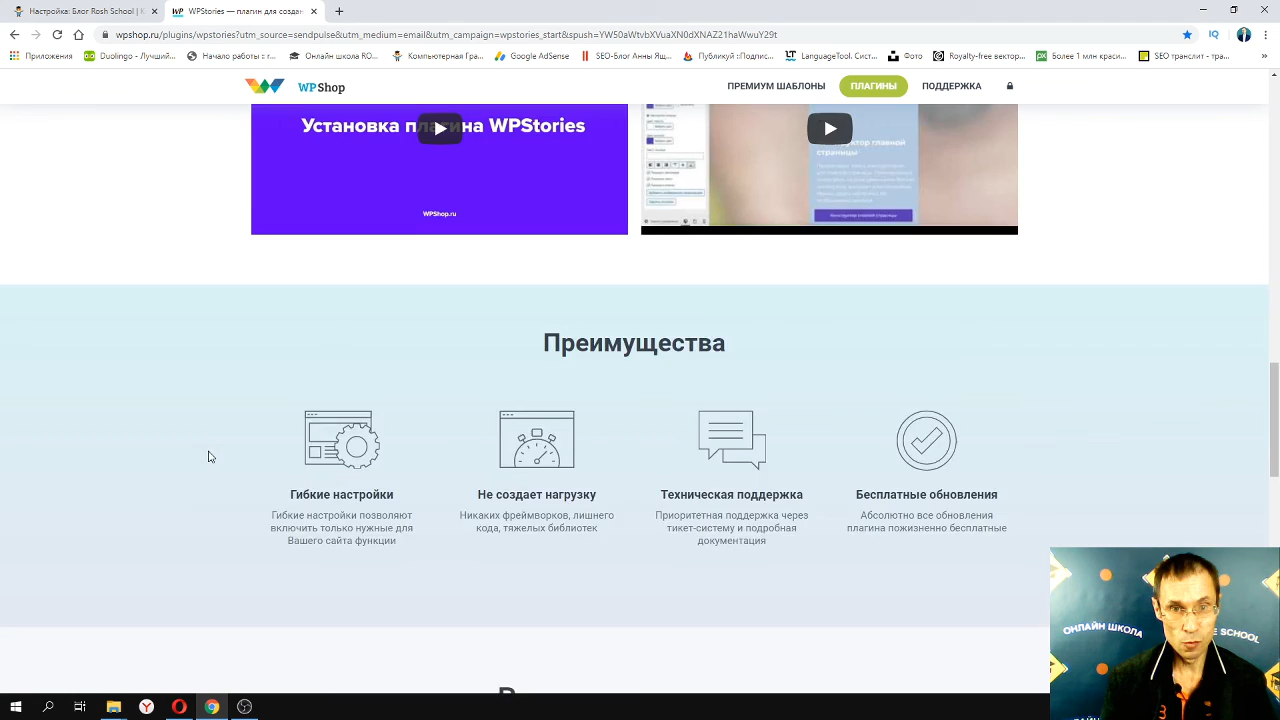 Настройка: Блог Rosh School | К
WPStories — плагин для создан
wpshop.ru/plugins/wpstories?utm_source=sendpulse&utm_medium=email&utm_campaign=wpstories_start&spush=YW50aWtvbXVuaXN0dXNAZ21haWwuY29t
Приложения
Duolingo - Лучший...
Начало работы – с...
Онлайн Школа RO...
Компьютерная Гра...
Google AdSense
SEO-Блог Анны Ящ...
Публикуй ::Подпис...
LanguageTool. Сист...
Фото
Royalty-free vector...
Более 1 млн красив...
SEO транслит - тра...
WPShop
ПРЕМИУМ ШАБЛОНЫ
ПЛАГИНЫ
ПОДДЕРЖКА
Установка плагина WPStories
WPShop.ru
страницы
Преимущества
Гибкие настройки
Гибкие настройки позволяют
включить только нужные для
Вашего сайта функции
Не создает нагрузку
Никаких фреймворков, лишнего
кода, тяжелых библиотек
Техническая поддержка
Приоритетная поддержка через
тикет-систему и подробная
документация
Бесплатные обновления
Абсолютно все обновления
плагина пожизненно бесплатные
ОНЛАЙН ШКОЛА
SCHOOL